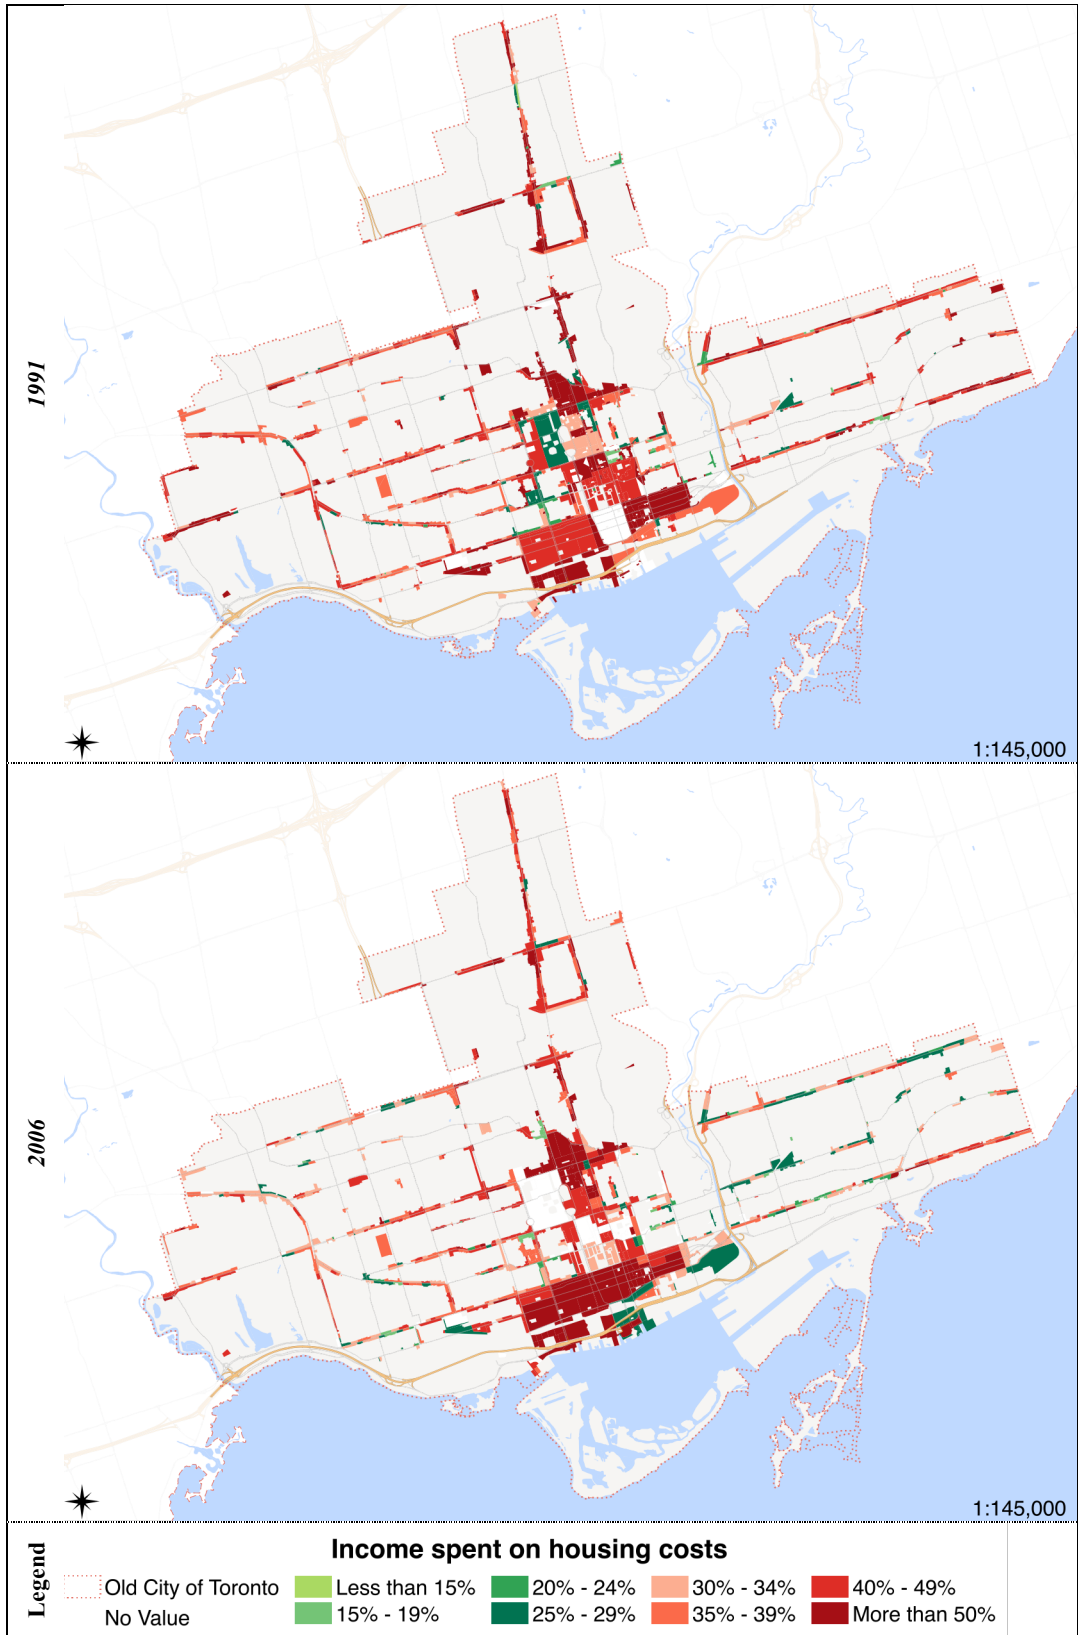 1991
1:145,000
2006
1:145,000
Legend
Income spent on housing costs
Old City of Toronto
No Value
Less than 15%
15% - 19%
20% - 24%
25% - 29%
30% - 34%
35% - 39%
40% - 49%
More than 50%